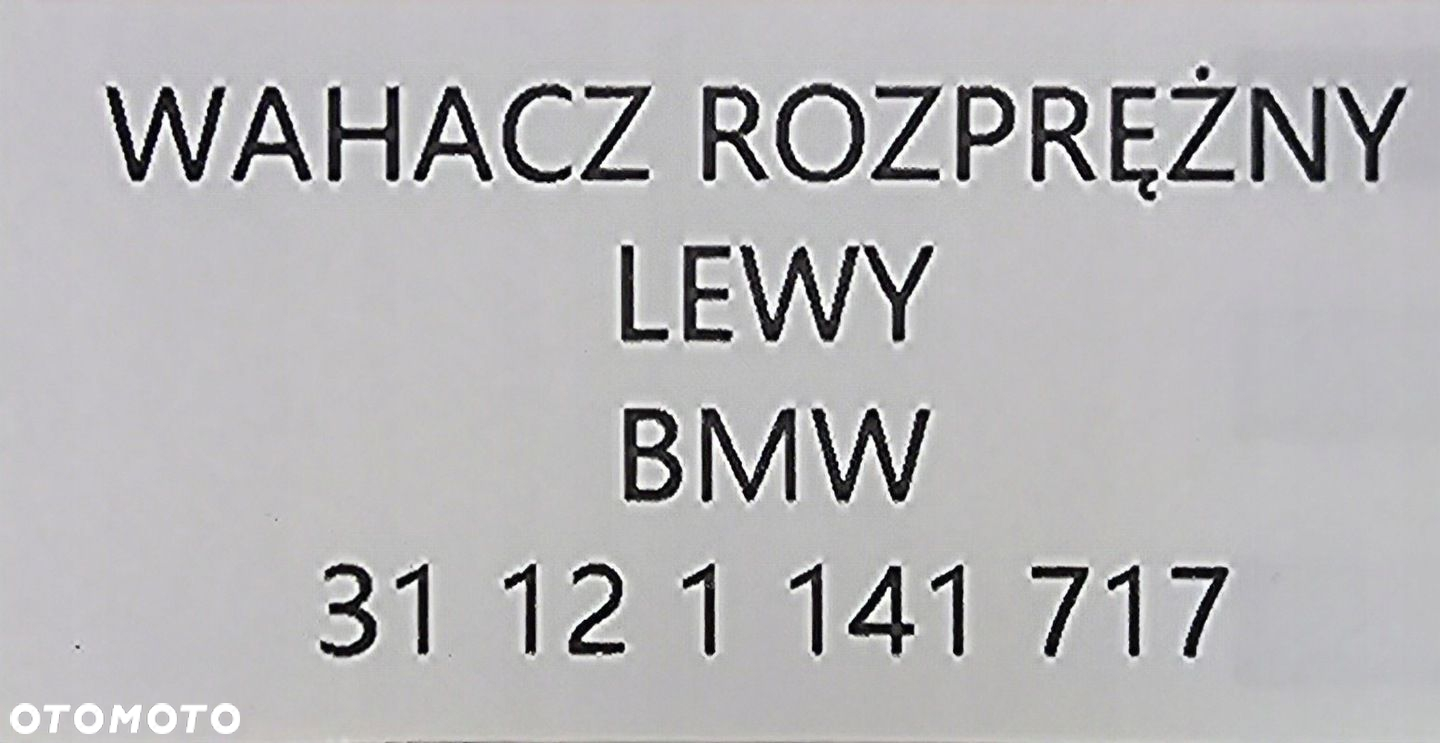 WAHACZ ROZPRĘŻNY
LEWY
BMW
31 12 1 141 717
OTOMOTO